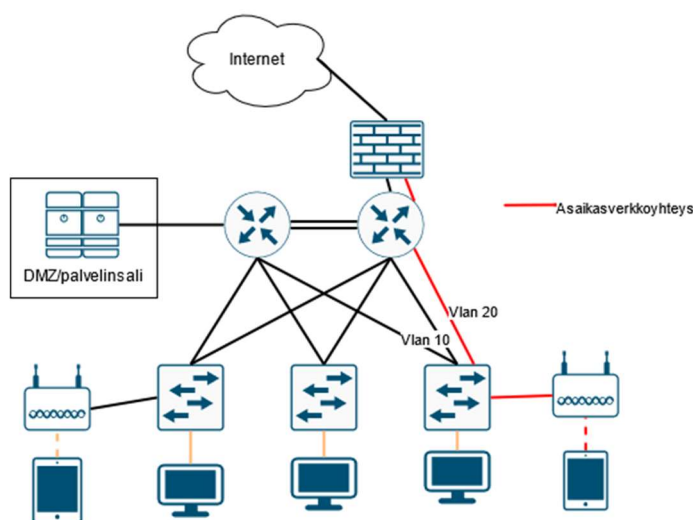 Internet
Asaikasverkkoyhteys
DMZ/palvelinsali
Vlan 20
Vlan 10